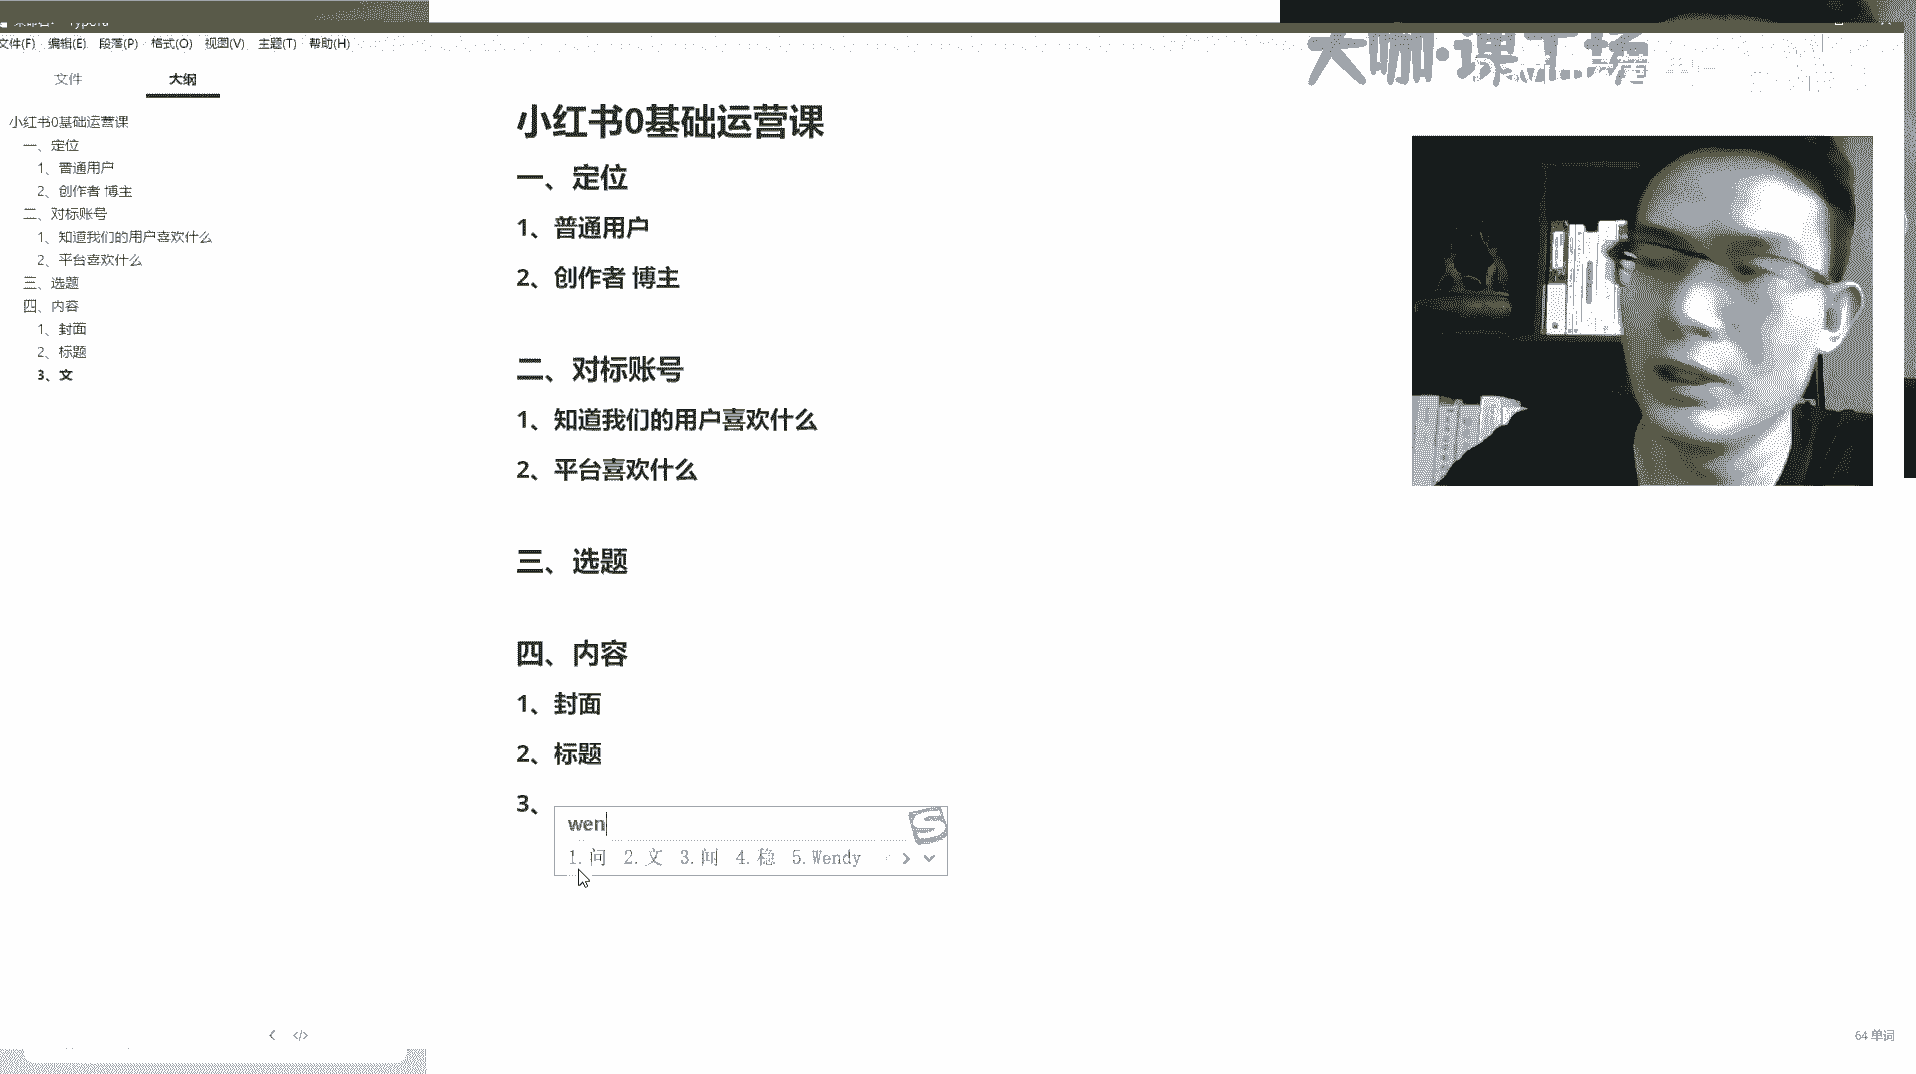 文件(F) 编辑(E) 段落(P) 格式(O) 视图(V) 主题(T) 帮助(H)
大咖·课工场
文件 大纲
小红书0基础运营课
一、定位
1、普通用户
2、创作者 博主
二、对标账号
1、知道我们的用户喜欢什么
2、平台喜欢什么
三、选题
四、内容
1、封面
2、标题
3、文
小红书0基础运营课
一、定位
1、普通用户
2、创作者 博主
二、对标账号
1、知道我们的用户喜欢什么
2、平台喜欢什么
三、选题
四、内容
1、封面
2、标题
3、
wen
1.问 2.文 3.闻 4.稳 5.Wendy
64 单词